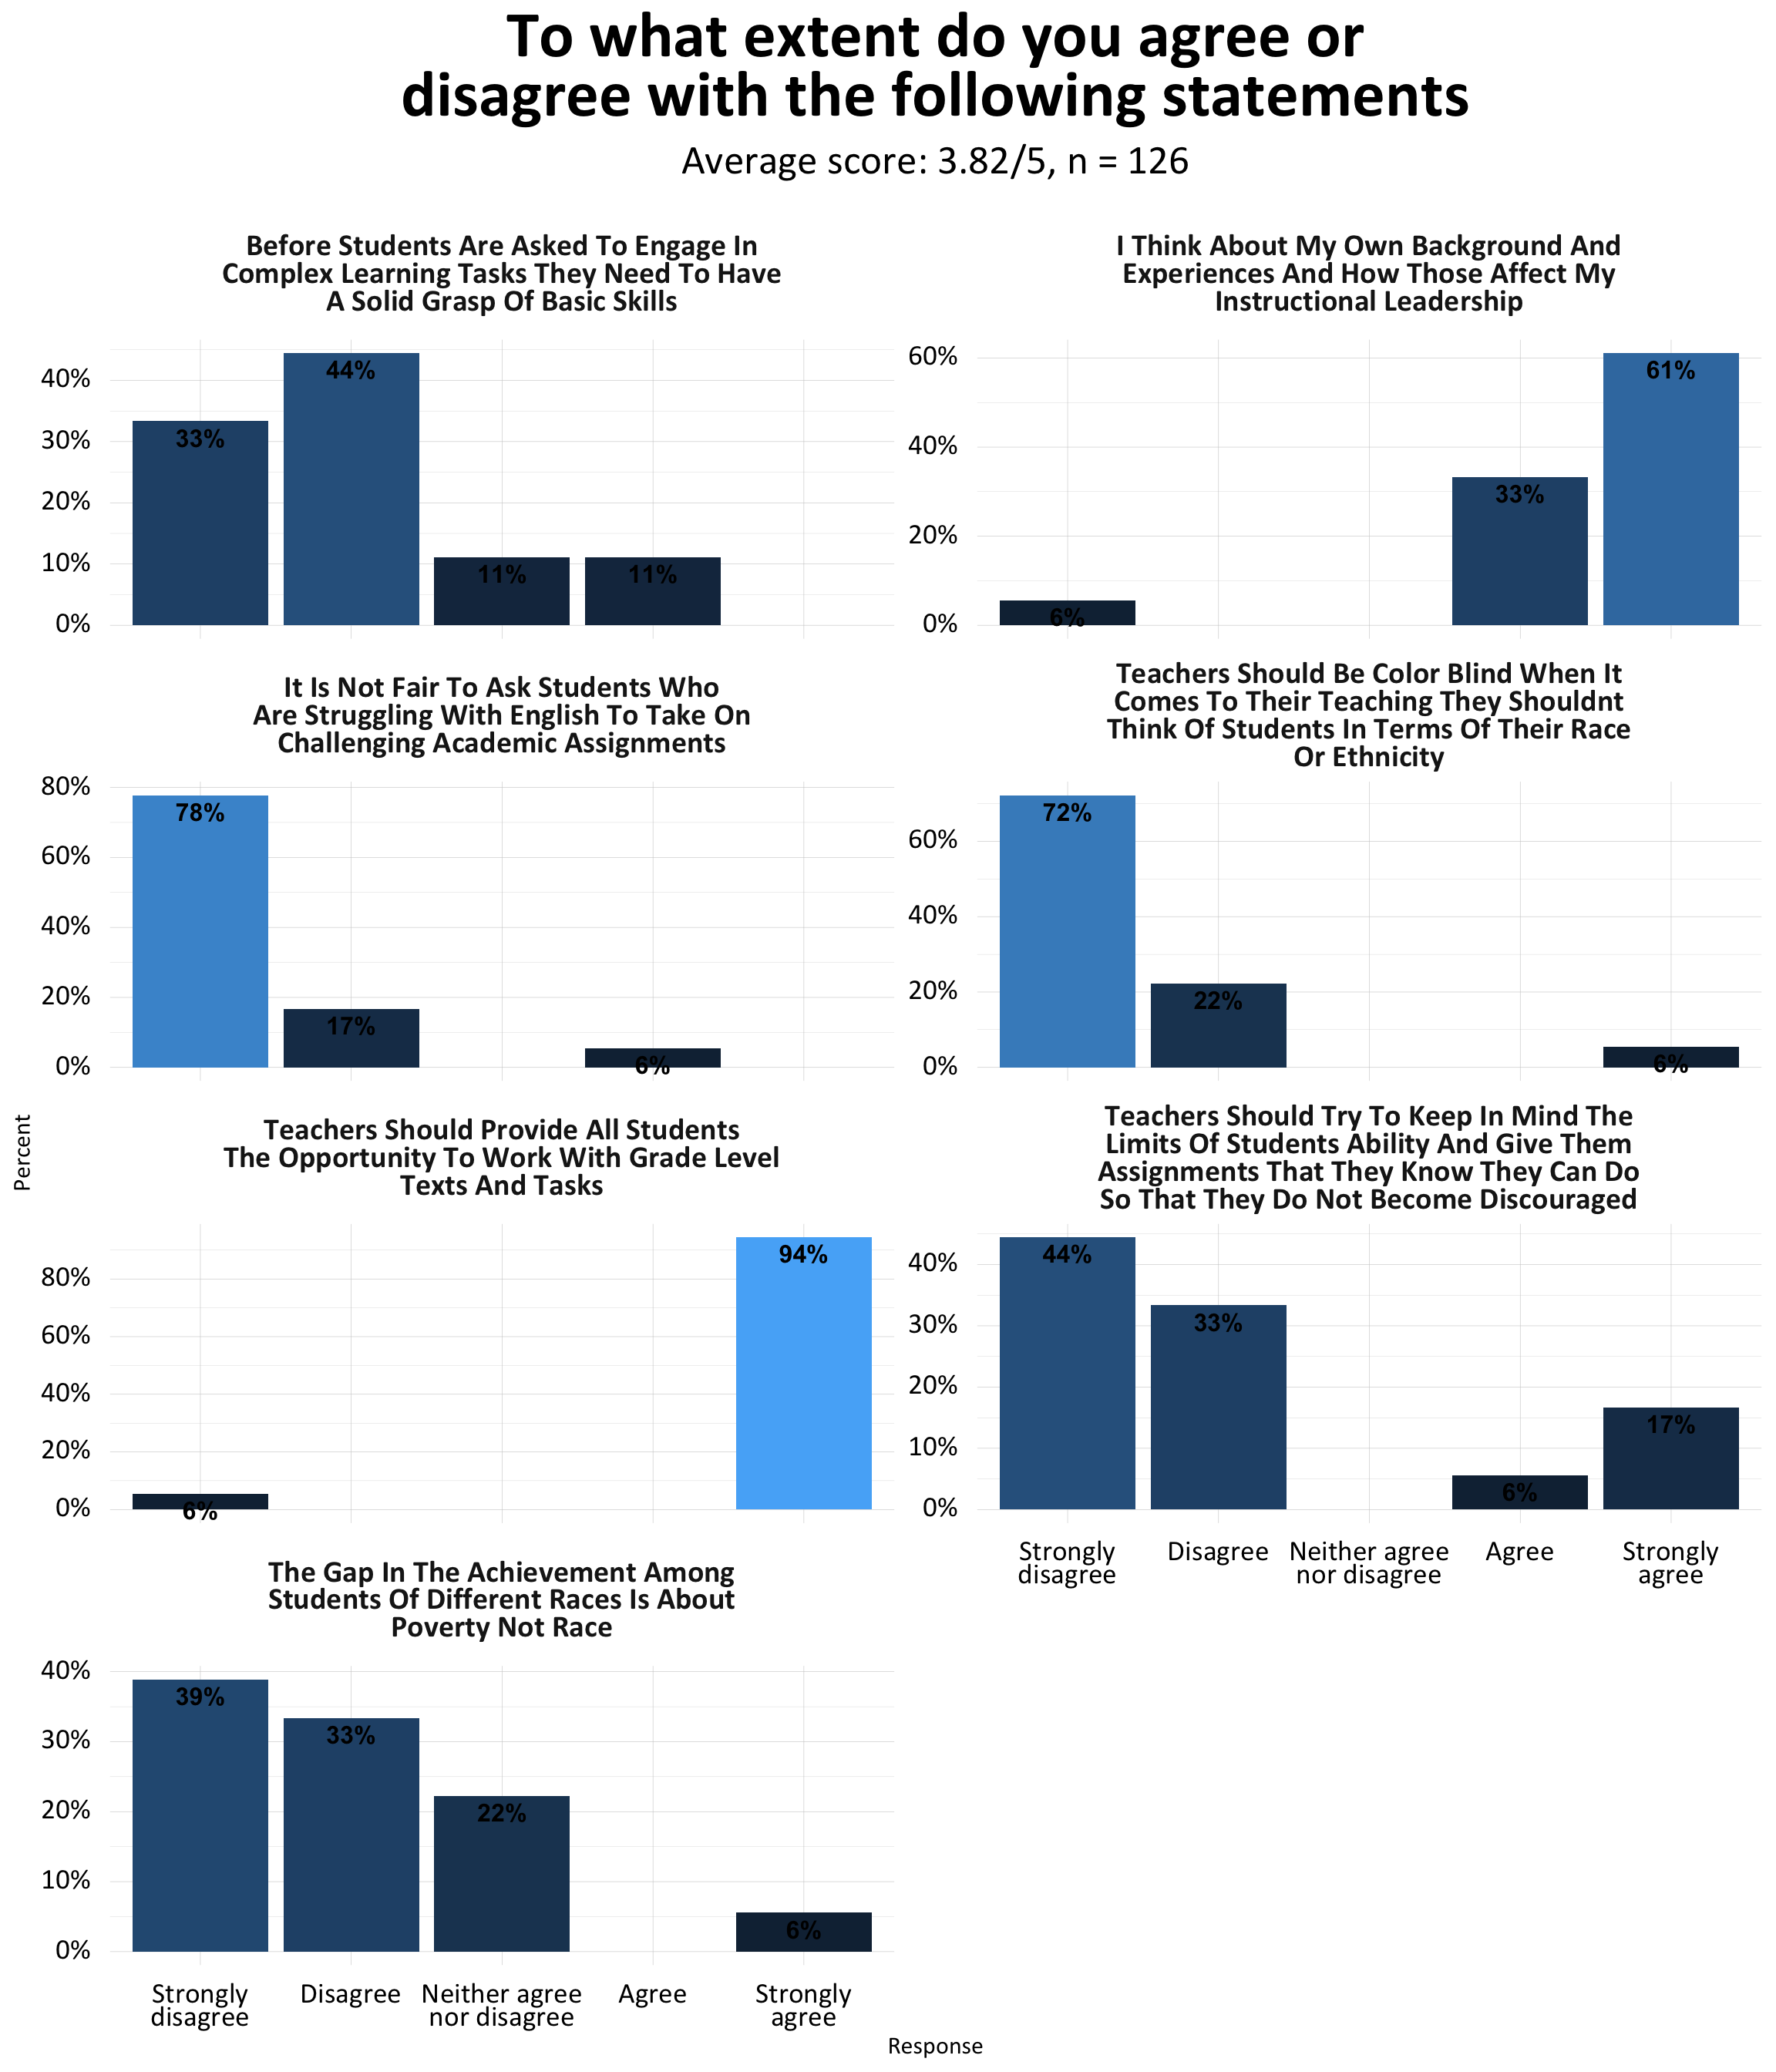 To what extent do you agree or
disagree with the following statements
Average score: 3.82/5, n = 126
Before Students Are Asked To Engage In
Complex Learning Tasks They Need To Have
A Solid Grasp Of Basic Skills
40%
30%
20%
10%
0%
33%
44%
11%
11%
I Think About My Own Background And
Experiences And How Those Affect My
Instructional Leadership
60%
40%
20%
0%
6%
33%
61%
It Is Not Fair To Ask Students Who
Are Struggling With English To Take On
Challenging Academic Assignments
80%
60%
40%
20%
0%
78%
17%
6%
Teachers Should Be Color Blind When It
Comes To Their Teaching They Shouldnt
Think Of Students In Terms Of Their Race
Or Ethnicity
60%
40%
20%
0%
72%
22%
6%
Percent
Teachers Should Provide All Students
The Opportunity To Work With Grade Level
Texts And Tasks
80%
60%
40%
20%
0%
6%
94%
Teachers Should Try To Keep In Mind The
Limits Of Students Ability And Give Them
Assignments That They Know They Can Do
So That They Do Not Become Discouraged
40%
30%
20%
10%
0%
44%
33%
6%
17%
Strongly
disagree
Disagree
Neither agree
nor disagree
Agree
Strongly
agree
The Gap In The Achievement Among
Students Of Different Races Is About
Poverty Not Race
40%
30%
20%
10%
0%
39%
33%
22%
6%
Strongly
disagree
Disagree
Neither agree
nor disagree
Agree
Strongly
agree
Response